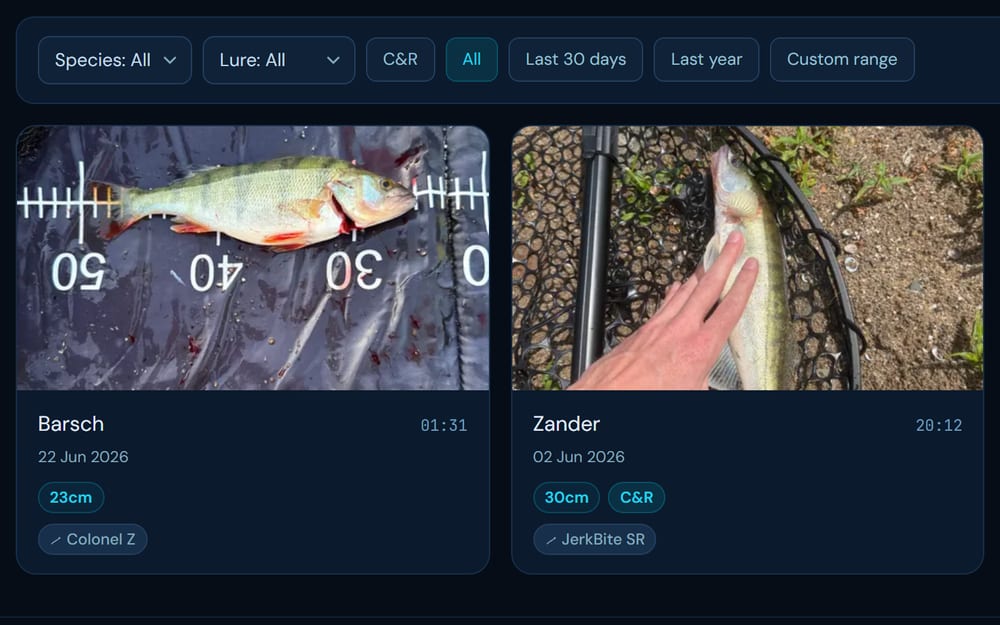 Species: All
Lure: All
C&R
All
Last 30 days
Last year
Custom range
50 40 30 0
Barsch
01:31
22 Jun 2026
23cm
Colonel Z
Zander
20:12
02 Jun 2026
30cm
C&R
JerkBite SR